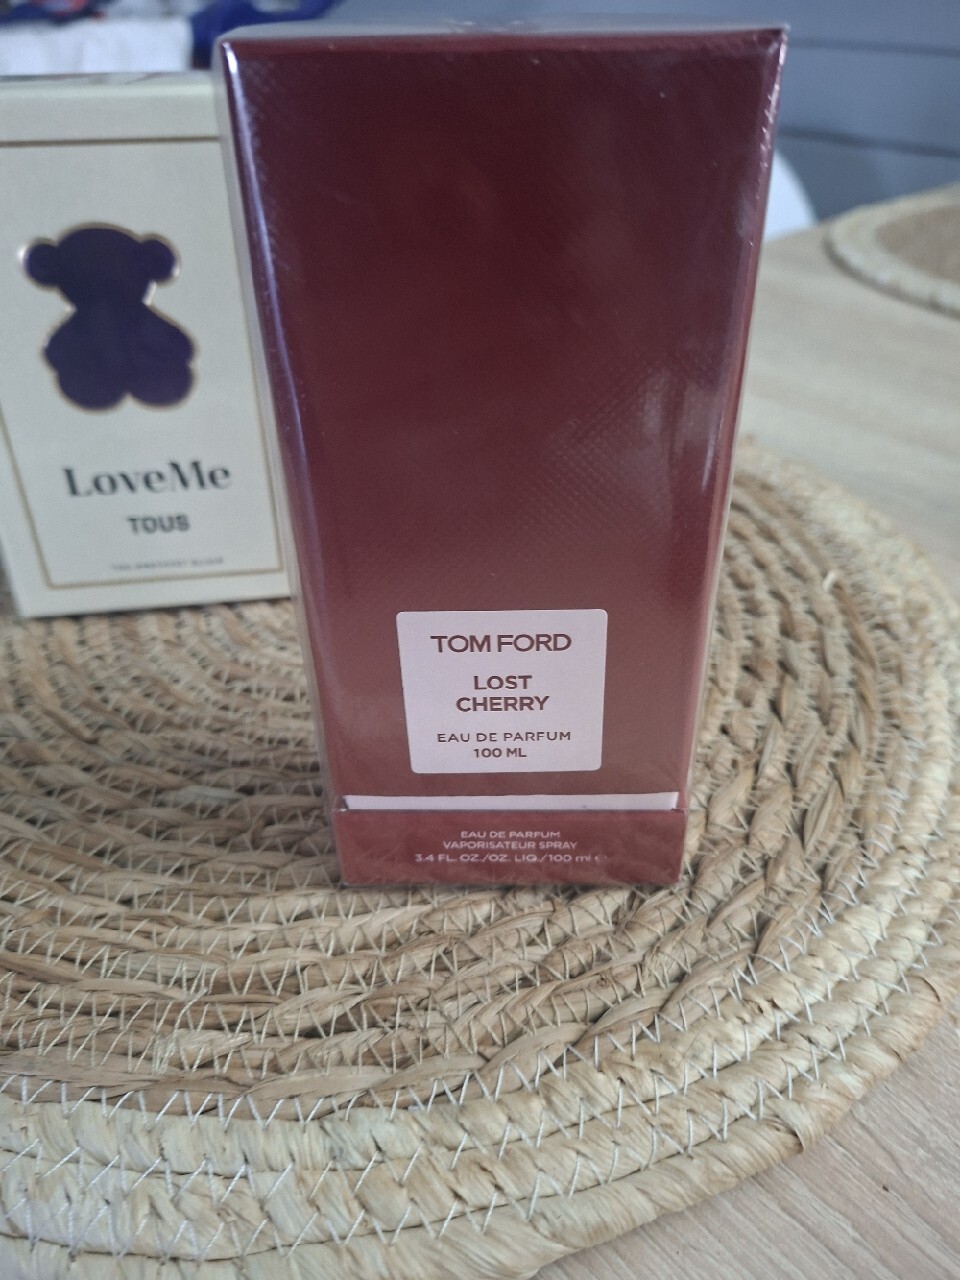 LoveMe
TOUS
TOM FORD
LOST
CHERRY
EAU DE PARFUM
100 ML
EAU DE PARFUM
VAPORISATEUR SPRAY
3.4 FL. OZ./OZ. LIQ./100 ml e